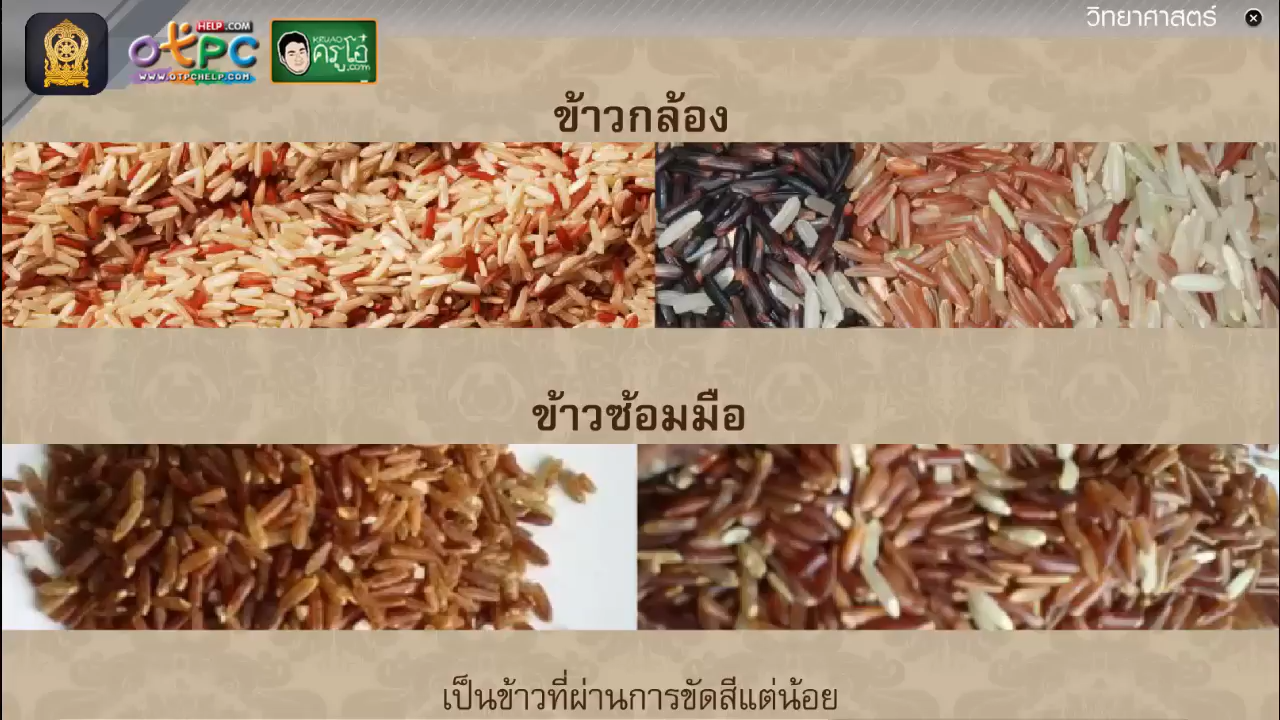 วิทยาศาสตร์
HELP.COM
OTPC
WWW.OTPCHELP.COM
KRUAO
ครูโอ๋
.com
ข้าวกล้อง
ข้าวซ้อมมือ
เป็นข้าวที่ผ่านการขัดสีแต่น้อย